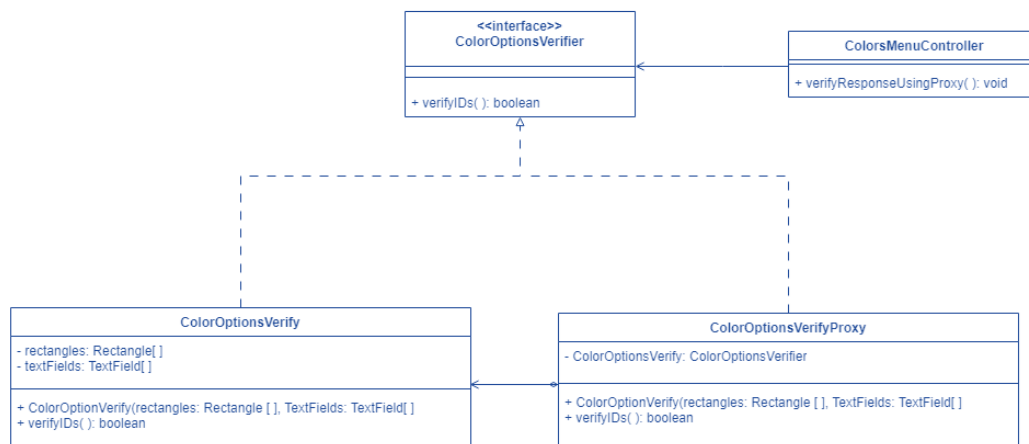 <<interface>>
ColorOptionsVerifier
+ verifyIDs( ): boolean
ColorsMenuController
+ verifyResponseUsingProxy( ): void
ColorOptionsVerify
- rectangles: Rectangle[ ]
- textFields: TextField[ ]
+ ColorOptionVerify(rectangles: Rectangle [ ], TextFields: TextField[ ]
+ verifyIDs( ): boolean
ColorOptionsVerifyProxy
- ColorOptionsVerify: ColorOptionsVerifier
+ ColorOptionVerify(rectangles: Rectangle [ ], TextFields: TextField[ ]
+ verifyIDs( ): boolean